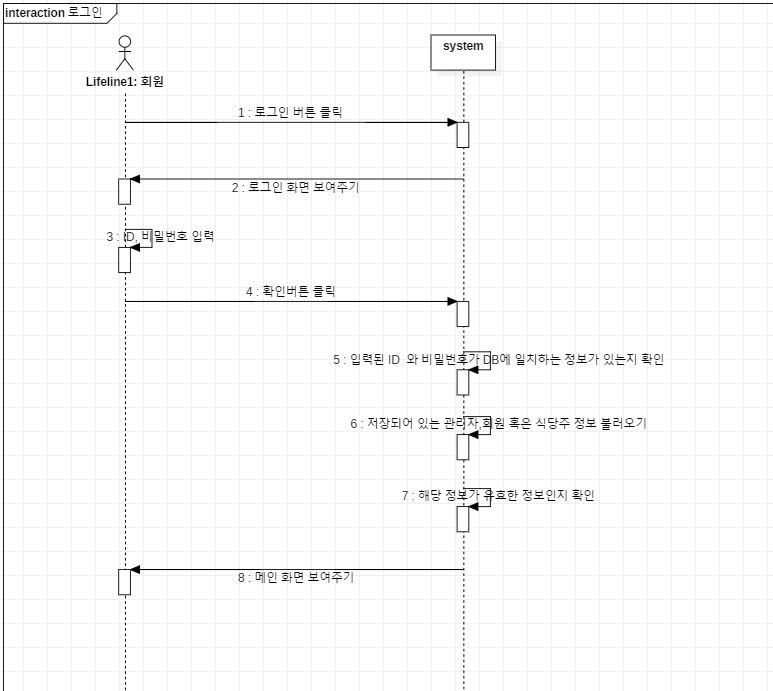 interaction 로그인
system
Lifeline1: 회원
1 : 로그인 버튼 클릭
2 : 로그인 화면 보여주기
3 : ID, 비밀번호 입력
4 : 확인버튼 클릭
5 : 입력된 ID 와 비밀번호가 DB에 일치하는 정보가 있는지 확인
6 : 저장되어 있는 관리자,회원 혹은 식당주 정보 불러오기
7 : 해당 정보가 유효한 정보인지 확인
8 : 메인 화면 보여주기